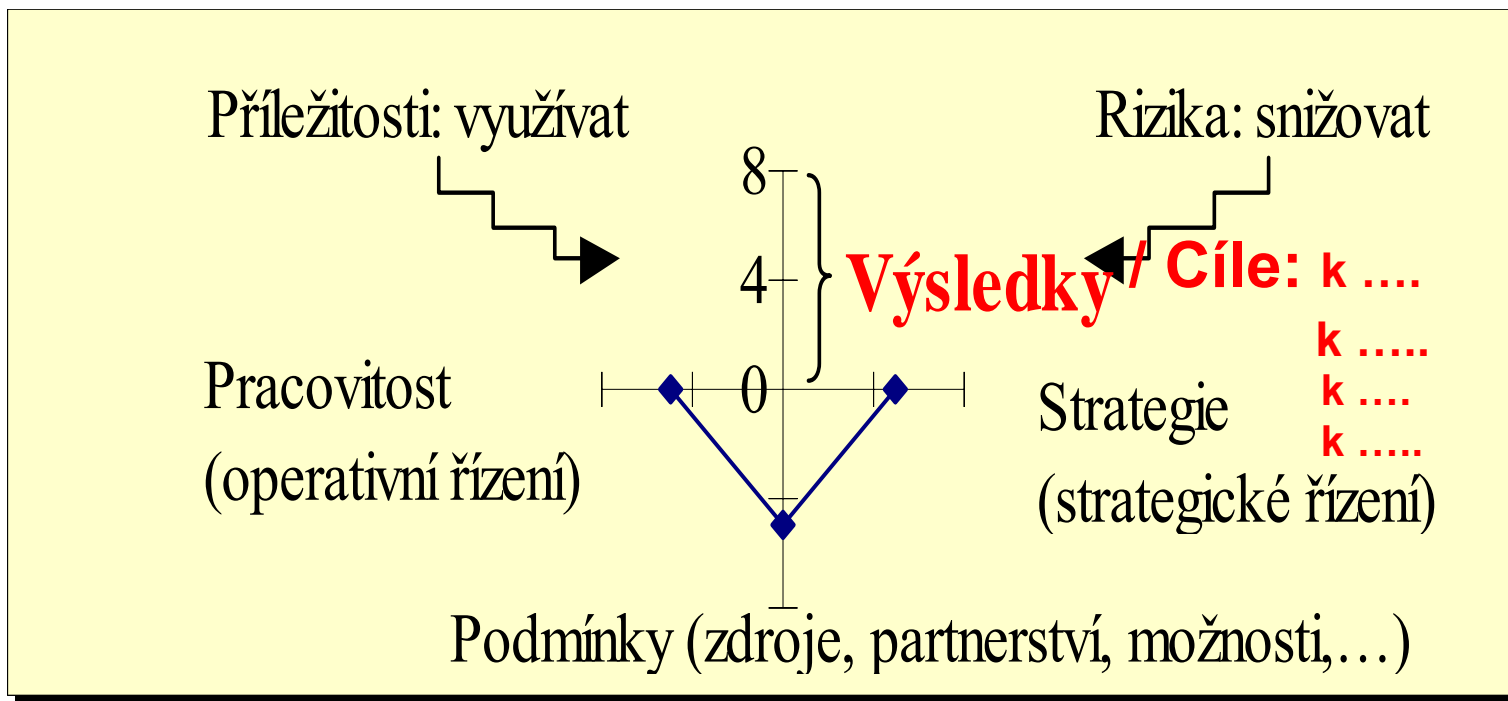 Příležitosti: využívat
Rizika: snižovat
8
4
0
Výsledky / Cíle: k ….
k …..
k ….
k …..
Pracovitost
(operativní řízení)
Strategie
(strategické řízení)
Podmínky (zdroje, partnerství, možnosti,…)